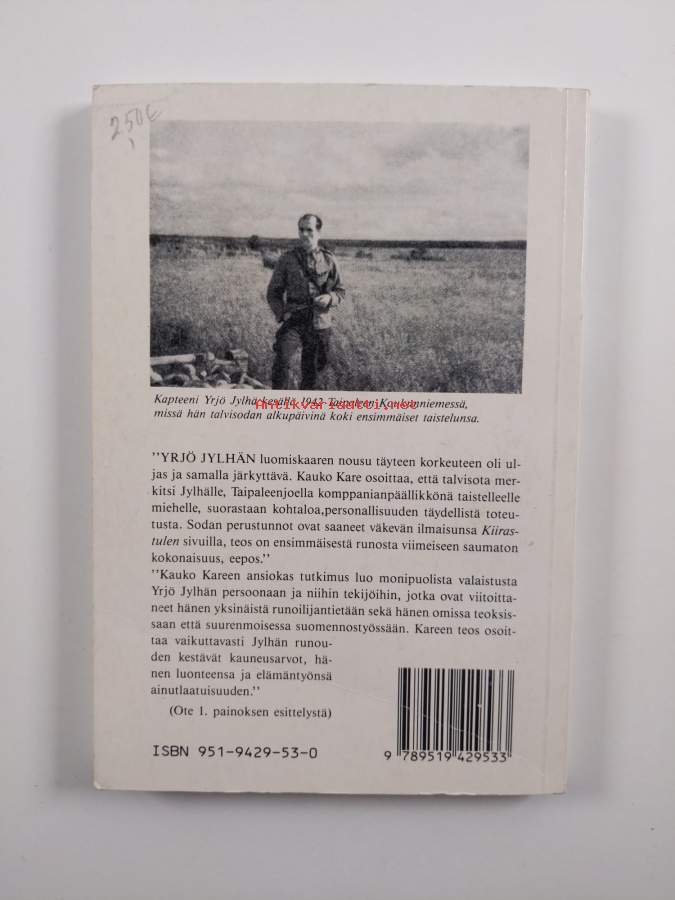 250€
Kapteeni Yrjö Jylhä kesällä 1942 Taipaleen Koukunniemessä,
Antikvariaatti.net
missä hän talvisodan alkupäivinä koki ensimmäiset taistelunsa.
"YRJÖ JYLHÄN luomiskaaren nousu täyteen korkeuteen oli ul-
jas ja samalla järkyttävä. Kauko Kare osoittaa, että talvisota mer-
kitsi Jylhälle, Taipaleenjoella komppanianpäällikkönä taistelleelle
miehelle, suorastaan kohtaloa,personallisuuden täydellistä toteu-
tusta. Sodan perustunnot ovat saaneet väkevän ilmaisunsa Kiiras-
tulen sivuilla, teos on ensimmäisestä runosta viimeiseen saumaton
kokonaisuus, eepos."
"Kauko Kareen ansiokas tutkimus luo monipuolista valaistusta
Yrjö Jylhän persoonaan ja niihin tekijöihin, jotka ovat viitoitta-
neet hänen yksinäistä runoilijantietään sekä hänen omissa teoksis-
saan että suurenmoisessa suomennostyössään. Kareen teos osoit-
taa vaikuttavasti Jylhän runou-
den kestävät kauneusarvot, hä-
nen luonteensa ja elämäntyönsä
ainutlaatuisuuden."
(Ote 1. painoksen esittelystä)
ISBN 951-9429-53-0
9 789519 429533